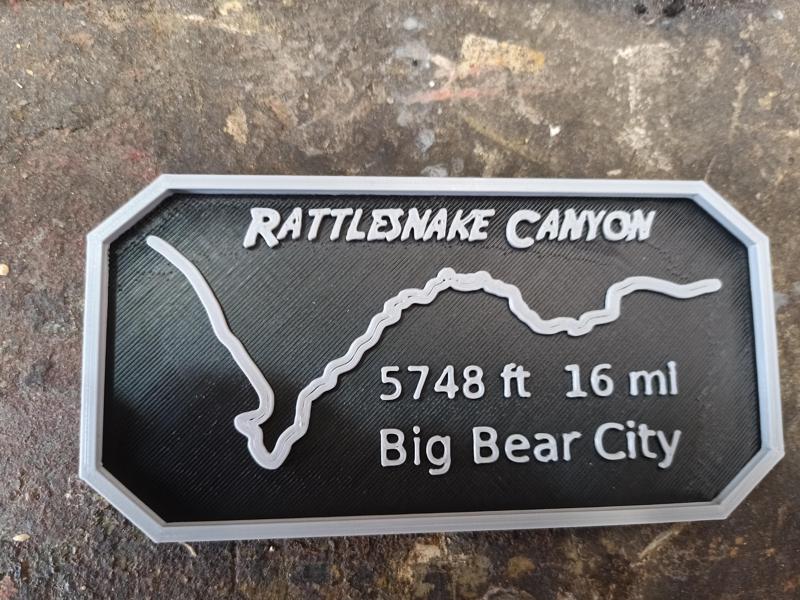 RATTLESNAKE CANYON
5748 ft 16 mi
Big Bear City